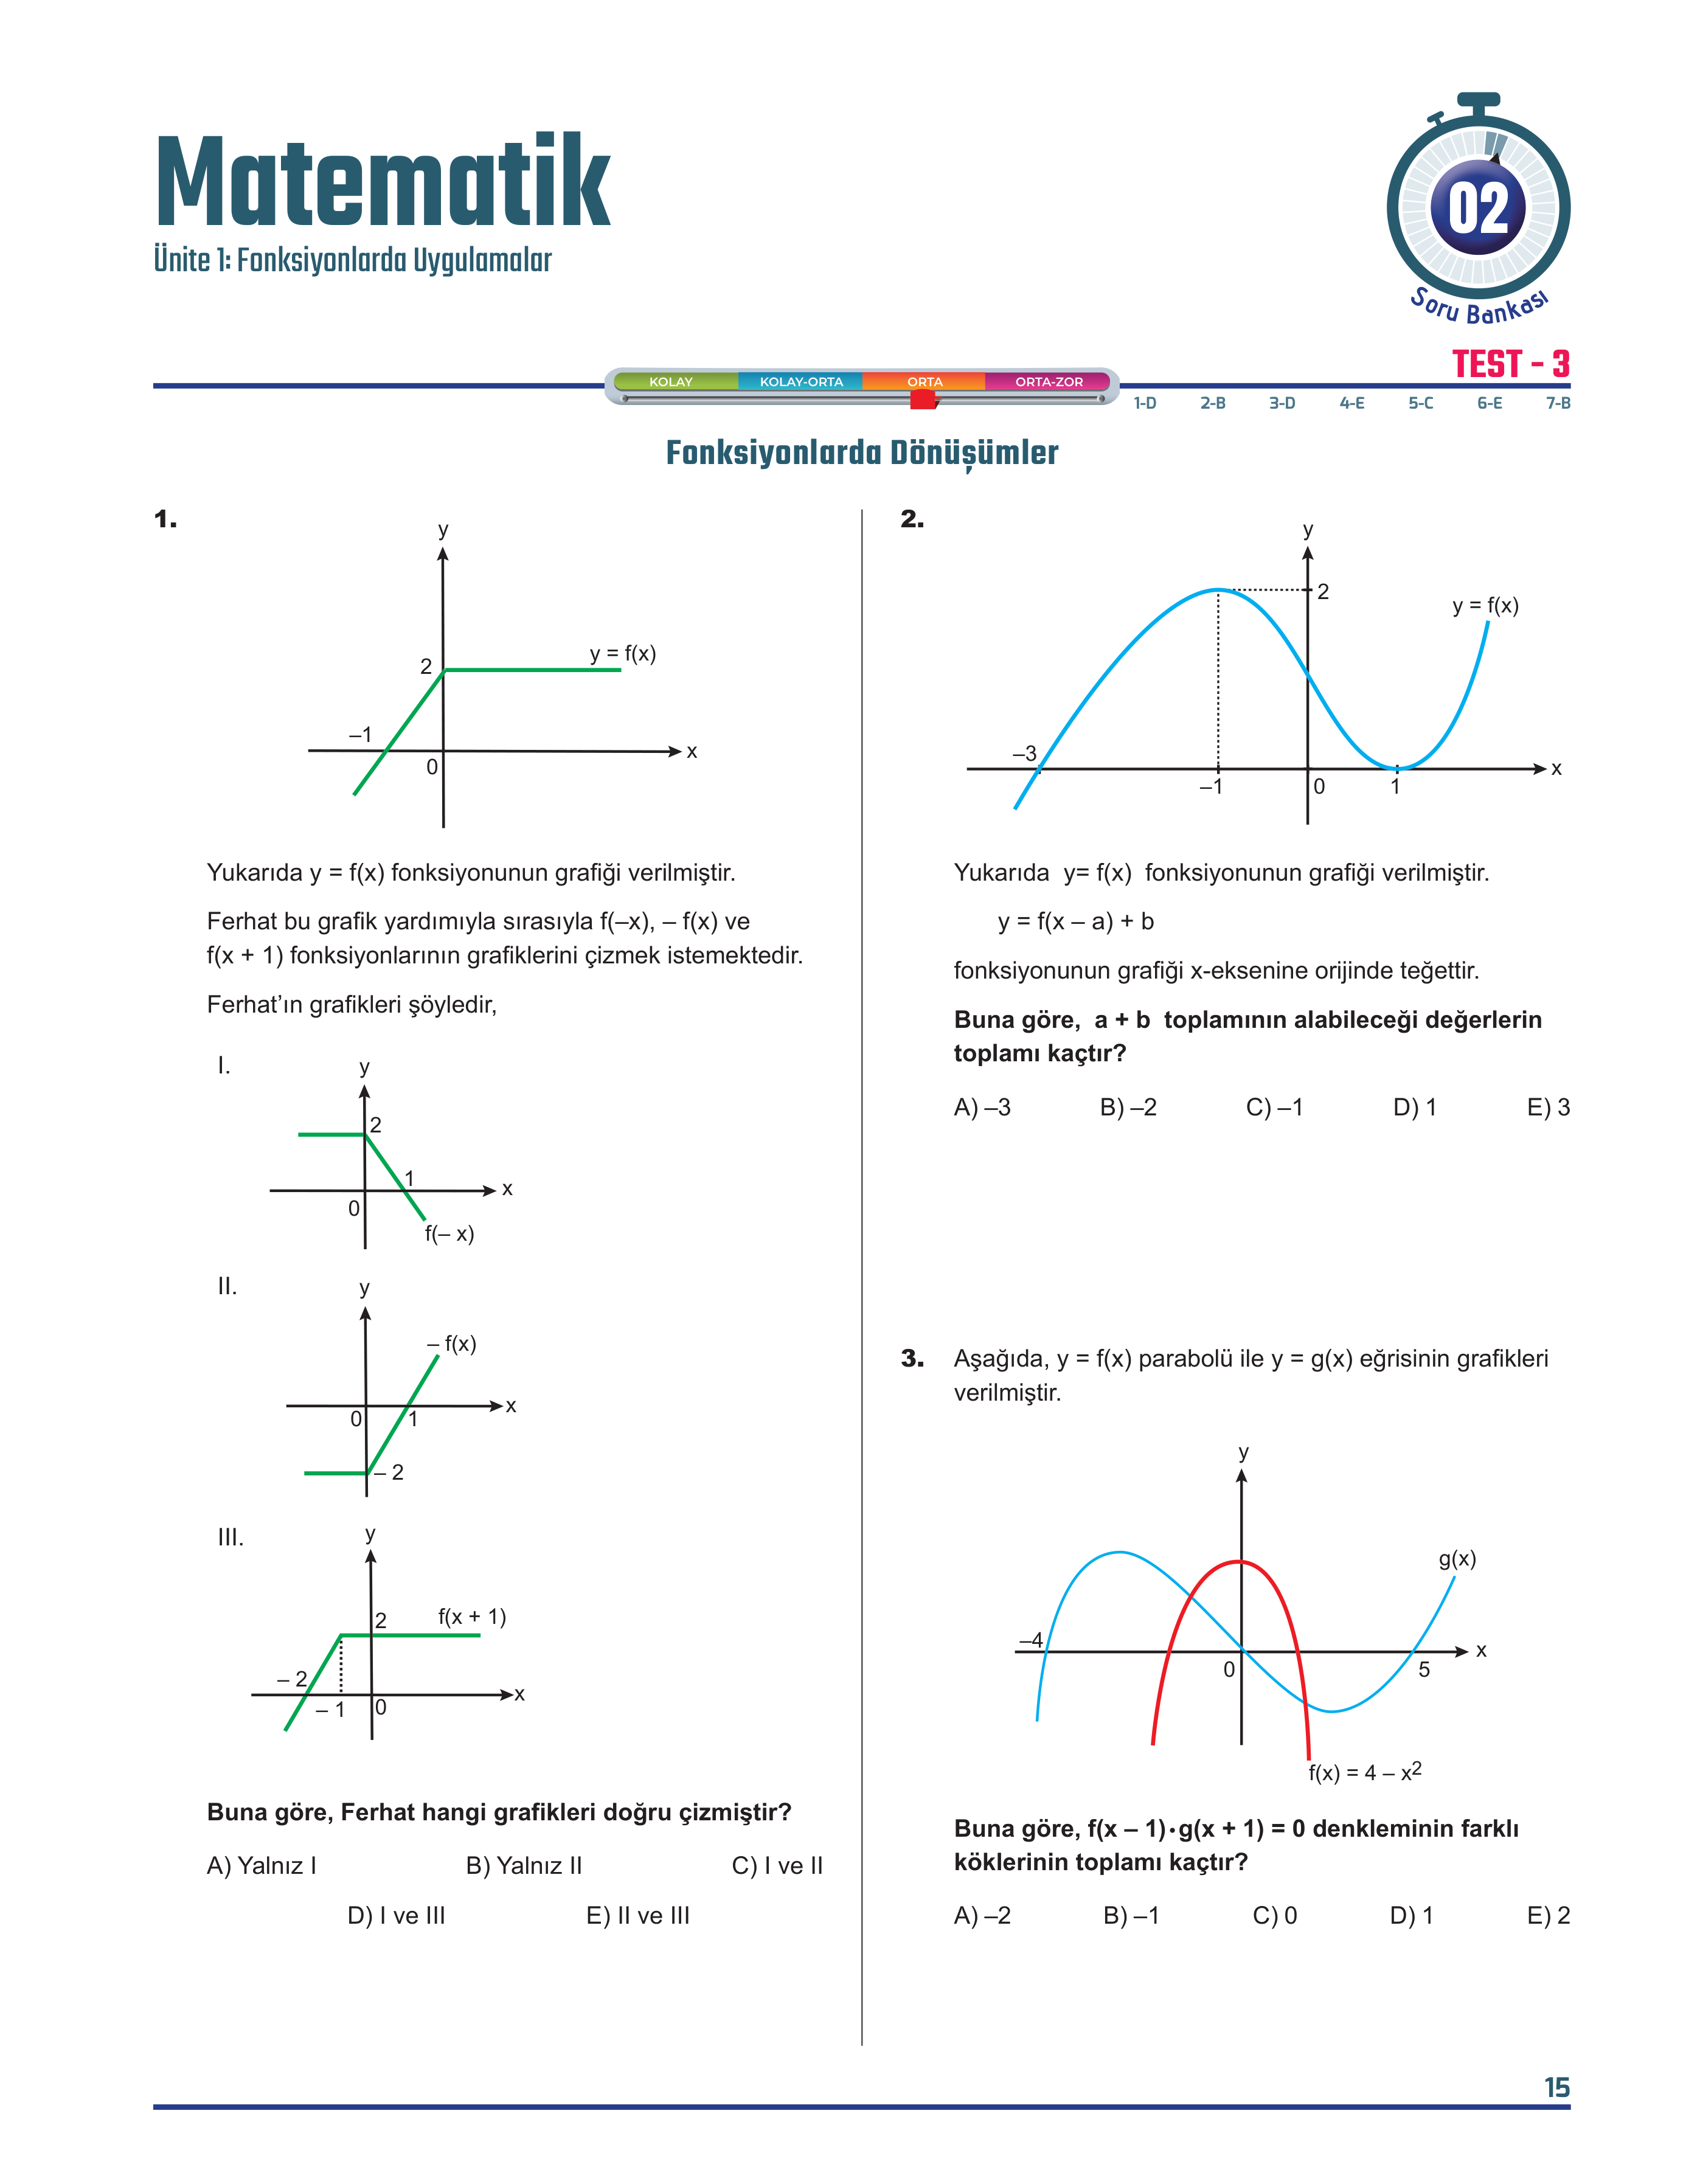 Matematik
Ünite 1: Fonksiyonlarda Uygulamalar
02
Soru Bankası
TEST - 3
KOLAY KOLAY-ORTA ORTA ORTA-ZOR
1-D 2-B 3-D 4-E 5-C 6-E 7-B
Fonksiyonlarda Dönüşümler
1.
y
y = f(x)
2
–1
x
0
Yukarıda y = f(x) fonksiyonunun grafiği verilmiştir.
Ferhat bu grafik yardımıyla sırasıyla f(–x), – f(x) ve
f(x + 1) fonksiyonlarının grafiklerini çizmek istemektedir.
Ferhat’ın grafikleri şöyledir,
I.
y
2
1
x
0
f(– x)
II.
y
– f(x)
x
0
1
– 2
III.
y
2
f(x + 1)
– 2
x
– 1
0
Buna göre, Ferhat hangi grafikleri doğru çizmiştir?
A) Yalnız I B) Yalnız II C) I ve II
D) I ve III E) II ve III
2.
y
2
y = f(x)
–3
x
–1
0
1
Yukarıda y= f(x) fonksiyonunun grafiği verilmiştir.
y = f(x – a) + b
fonksiyonunun grafiği x-eksenine orijinde teğettir.
Buna göre, a + b toplamının alabileceği değerlerin
toplamı kaçtır?
A) –3 B) –2 C) –1 D) 1 E) 3
3. Aşağıda, y = f(x) parabolü ile y = g(x) eğrisinin grafikleri
verilmiştir.
y
g(x)
–4
x
0
5
f(x) = 4 – x²
Buna göre, f(x – 1)•g(x + 1) = 0 denkleminin farklı
köklerinin toplamı kaçtır?
A) –2 B) –1 C) 0 D) 1 E) 2
15